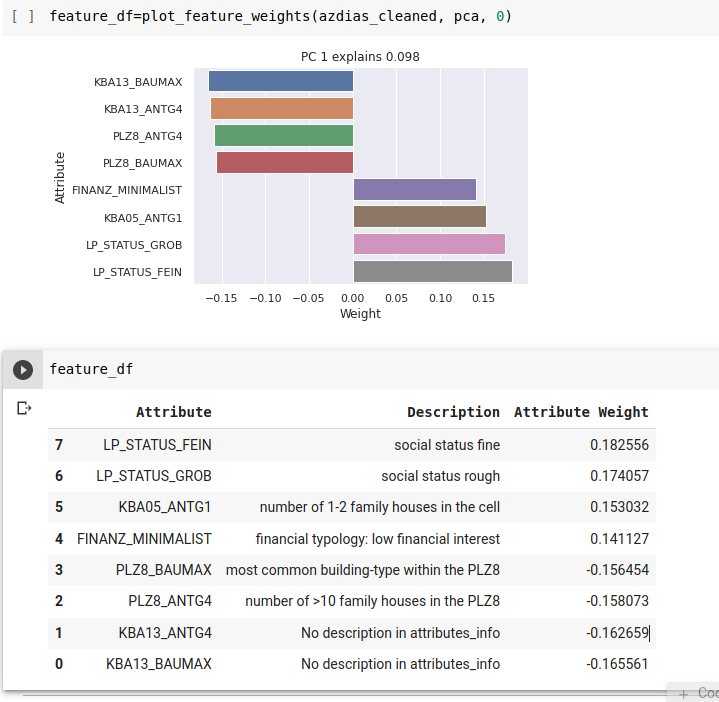 [ ] feature_df=plot_feature_weights(azdias_cleaned, pca, 0)
PC 1 explains 0.098
KBA13_BAUMAX
KBA13_ANTG4
PLZ8_ANTG4
PLZ8_BAUMAX
FINANZ_MINIMALIST
KBA05_ANTG1
LP_STATUS_GROB
LP_STATUS_FEIN
Attribute
−0.15 −0.10 −0.05 0.00 0.05 0.10 0.15
Weight
feature_df
Attribute Description Attribute Weight
7 LP_STATUS_FEIN social status fine 0.182556
6 LP_STATUS_GROB social status rough 0.174057
5 KBA05_ANTG1 number of 1-2 family houses in the cell 0.153032
4 FINANZ_MINIMALIST financial typology: low financial interest 0.141127
3 PLZ8_BAUMAX most common building-type within the PLZ8 -0.156454
2 PLZ8_ANTG4 number of >10 family houses in the PLZ8 -0.158073
1 KBA13_ANTG4 No description in attributes_info -0.162659
0 KBA13_BAUMAX No description in attributes_info -0.165561